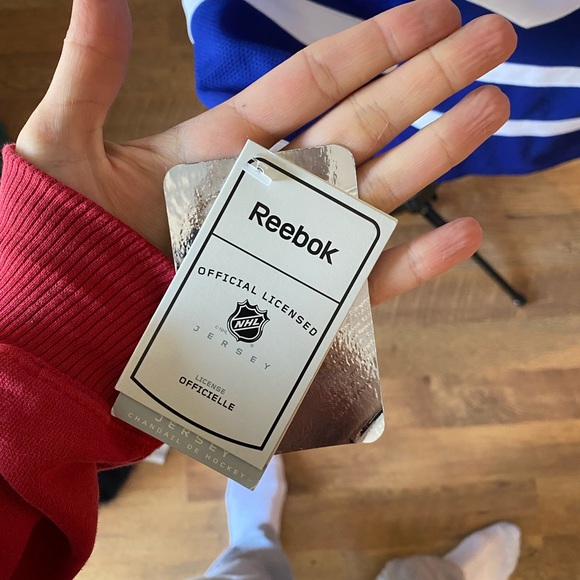 Reebok
OFFICIAL LICENSED
NHL
JERSEY
LICENSE
OFFICIELLE
JERSEY
CHANDAIL DE HOCKEY